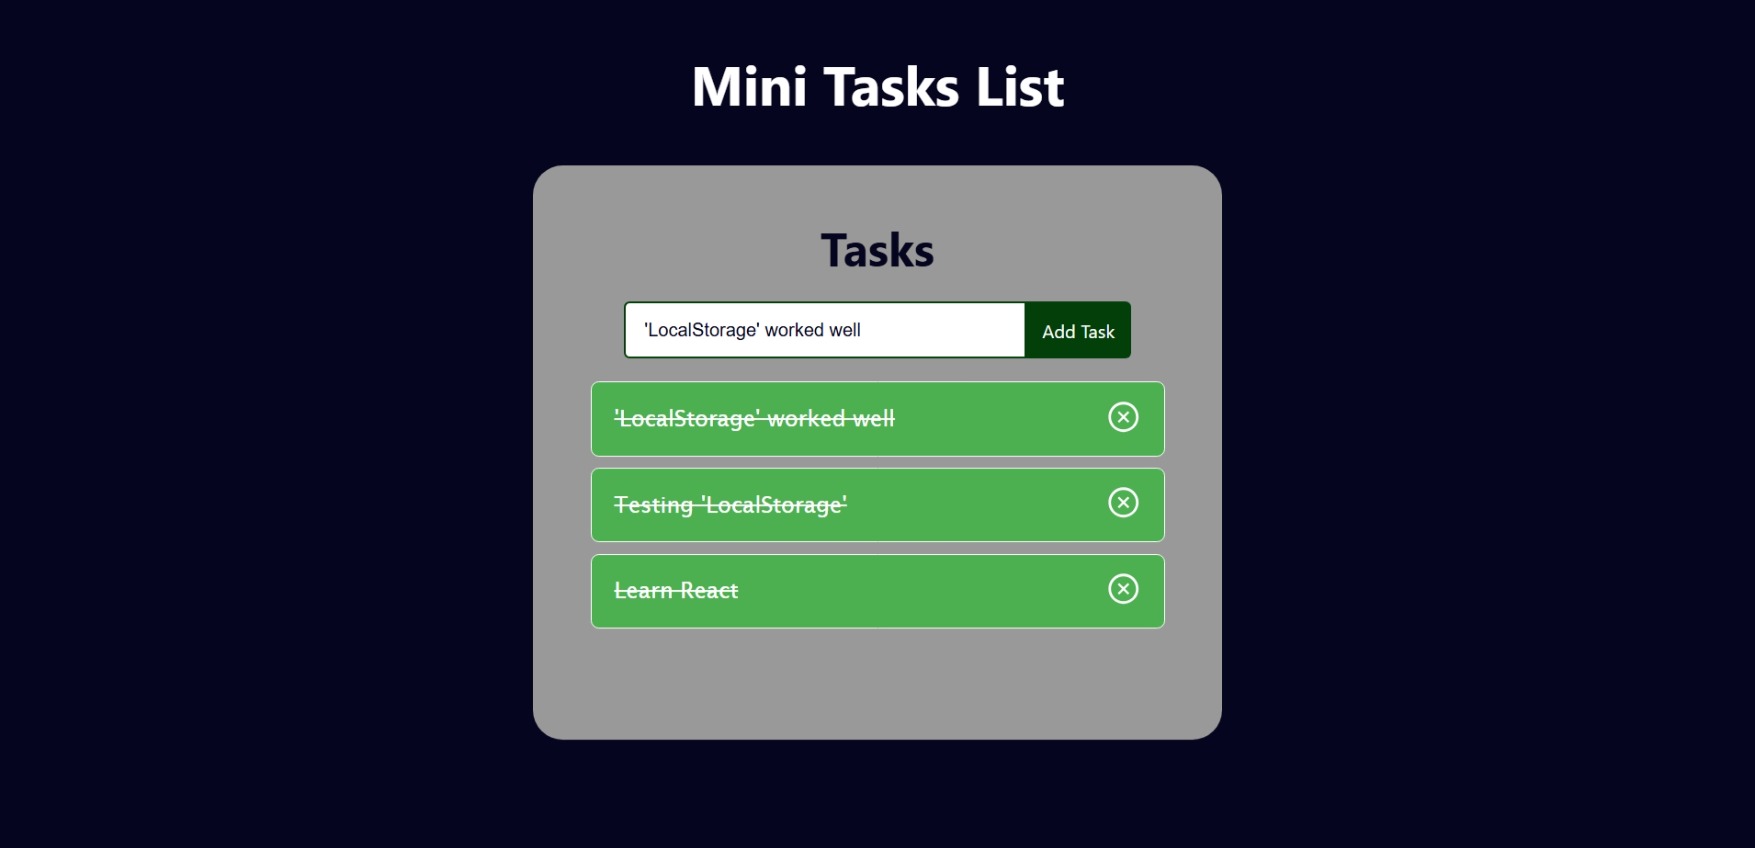 Mini Tasks List
Tasks
'LocalStorage' worked well
Add Task
'LocalStorage' worked well
Testing 'LocalStorage'
Learn React